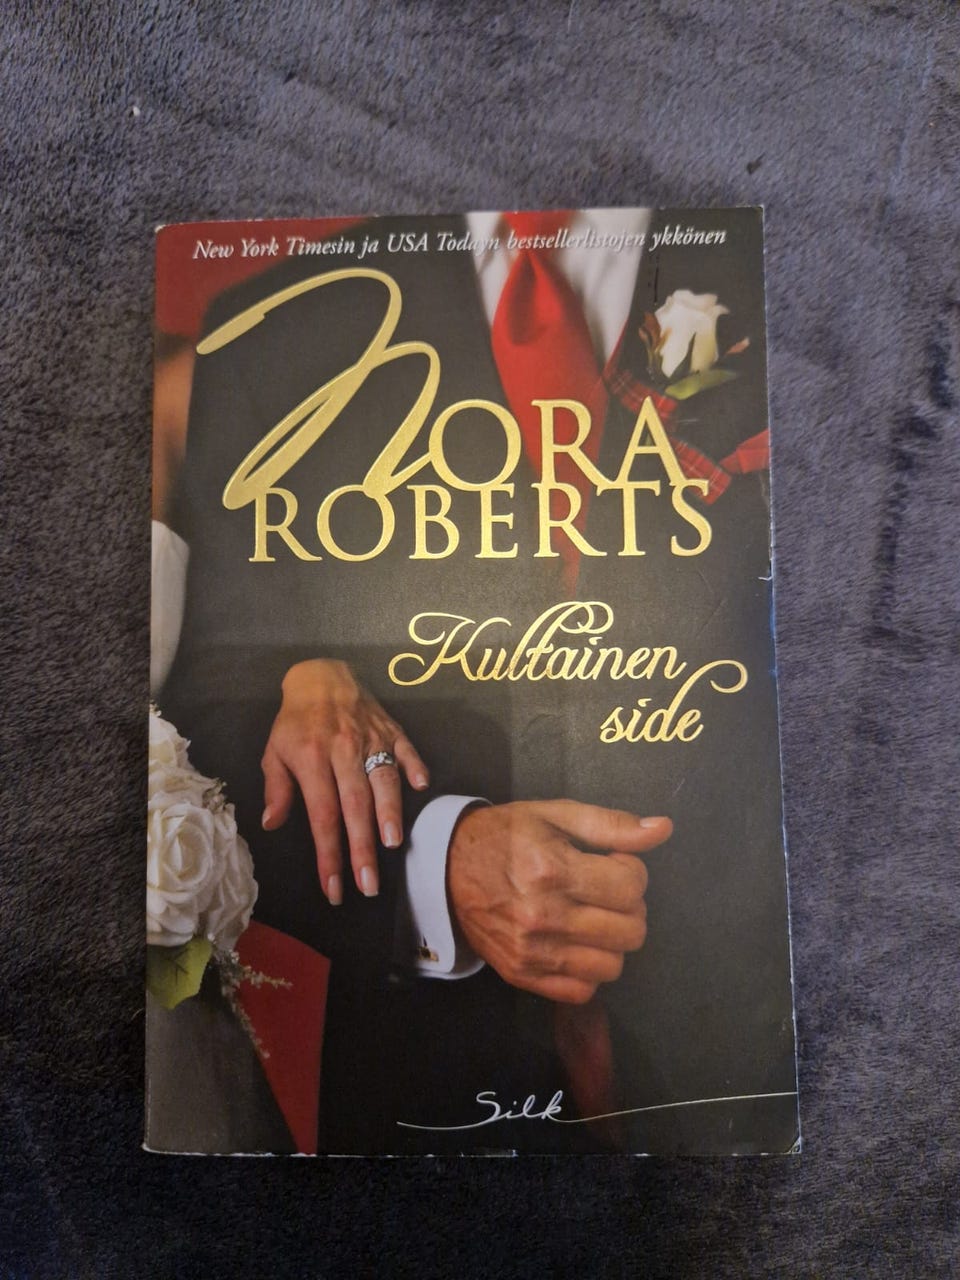 New York Timesin ja USA Todayn bestsellerlistojen ykkönen
NORA
ROBERTS
Kultainen
side
Silk